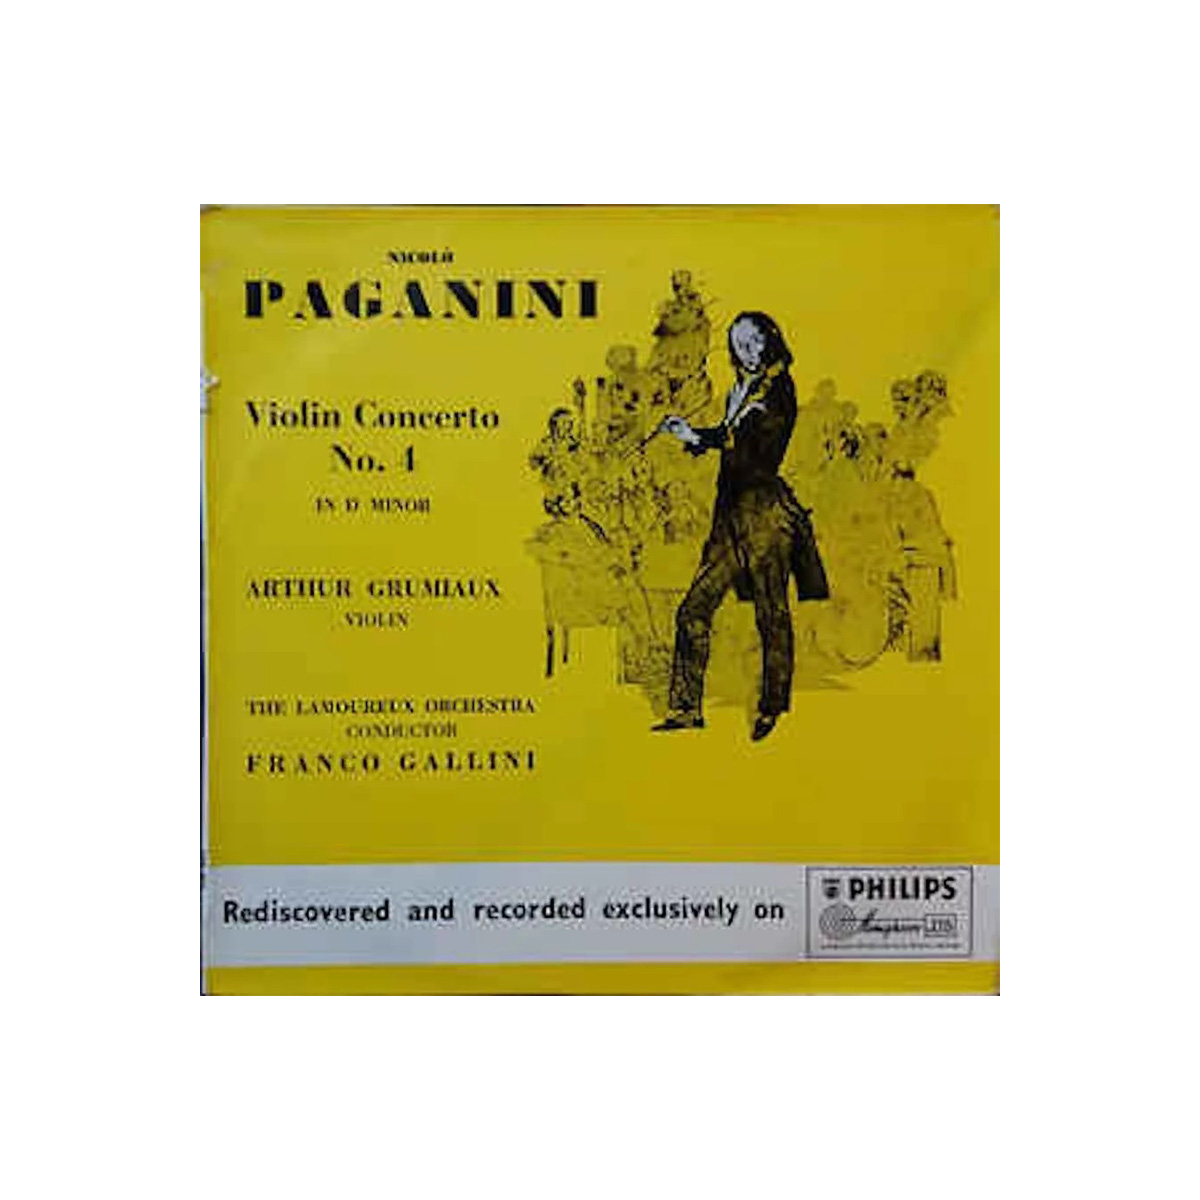 NICOLÒ
PAGANINI
Violin Concerto
No. 4
IN D MINOR
ARTHUR GRUMIAUX
VIOLIN
THE LAMOUREUX ORCHESTRA
CONDUCTOR
FRANCO GALLINI
Rediscovered and recorded exclusively on
PHILIPS